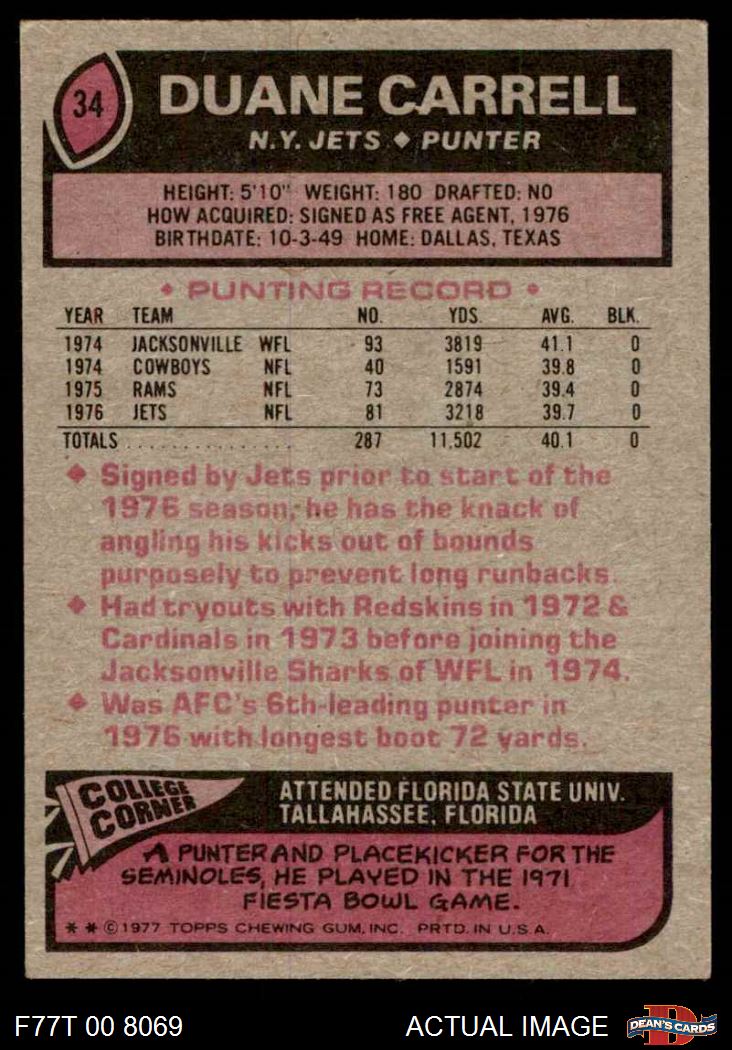 34
DUANE CARRELL
N.Y. JETS ◆ PUNTER
HEIGHT: 5'10" WEIGHT: 180 DRAFTED: NO
HOW ACQUIRED: SIGNED AS FREE AGENT, 1976
BIRTHDATE: 10-3-49 HOME: DALLAS, TEXAS
◆ PUNTING RECORD ◆
YEAR TEAM NO. YDS. AVG. BLK.
1974 JACKSONVILLE WFL 93 3819 41.1 0
1974 COWBOYS NFL 40 1591 39.8 0
1975 RAMS NFL 73 2874 39.4 0
1976 JETS NFL 81 3218 39.7 0
TOTALS ............... 287 11,502 40.1 0
◆ Signed by Jets prior to start of the
1976 season, he has the knack of
angling his kicks out of bounds
purposely to prevent long runbacks.
◆ Had tryouts with Redskins in 1972 &
Cardinals in 1973 before joining the
Jacksonville Sharks of WFL in 1974.
◆ Was AFC's 6th-leading punter in
1976 with longest boot 72 yards.
COLLEGE
CORNER
ATTENDED FLORIDA STATE UNIV.
TALLAHASSEE, FLORIDA
A PUNTER AND PLACEKICKER FOR THE
SEMINOLES, HE PLAYED IN THE 1971
FIESTA BOWL GAME.
* * © 1977 TOPPS CHEWING GUM, INC. PRTD. IN U.S.A.
F77T 00 8069
ACTUAL IMAGE
D
DEAN'S CARDS